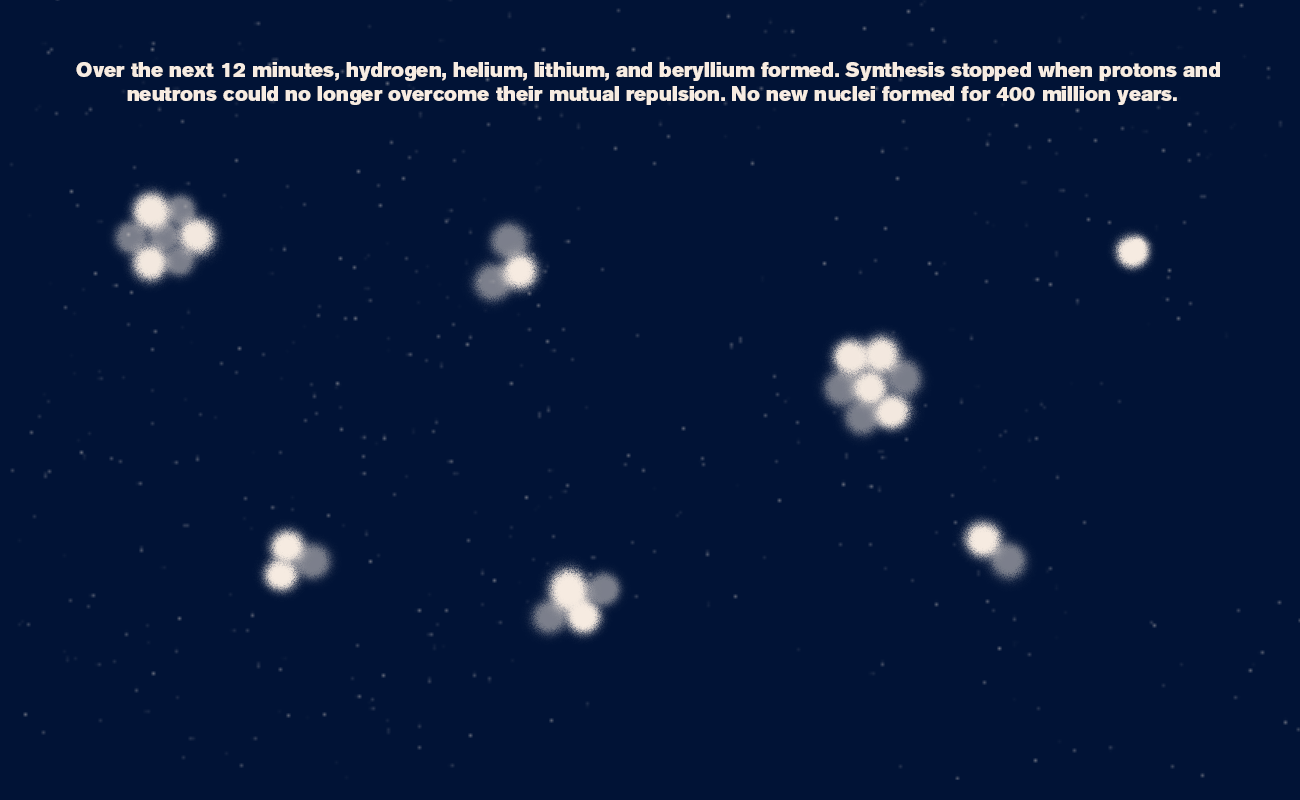 Over the next 12 minutes, hydrogen, helium, lithium, and beryllium formed. Synthesis stopped when protons and
neutrons could no longer overcome their mutual repulsion. No new nuclei formed for 400 million years.